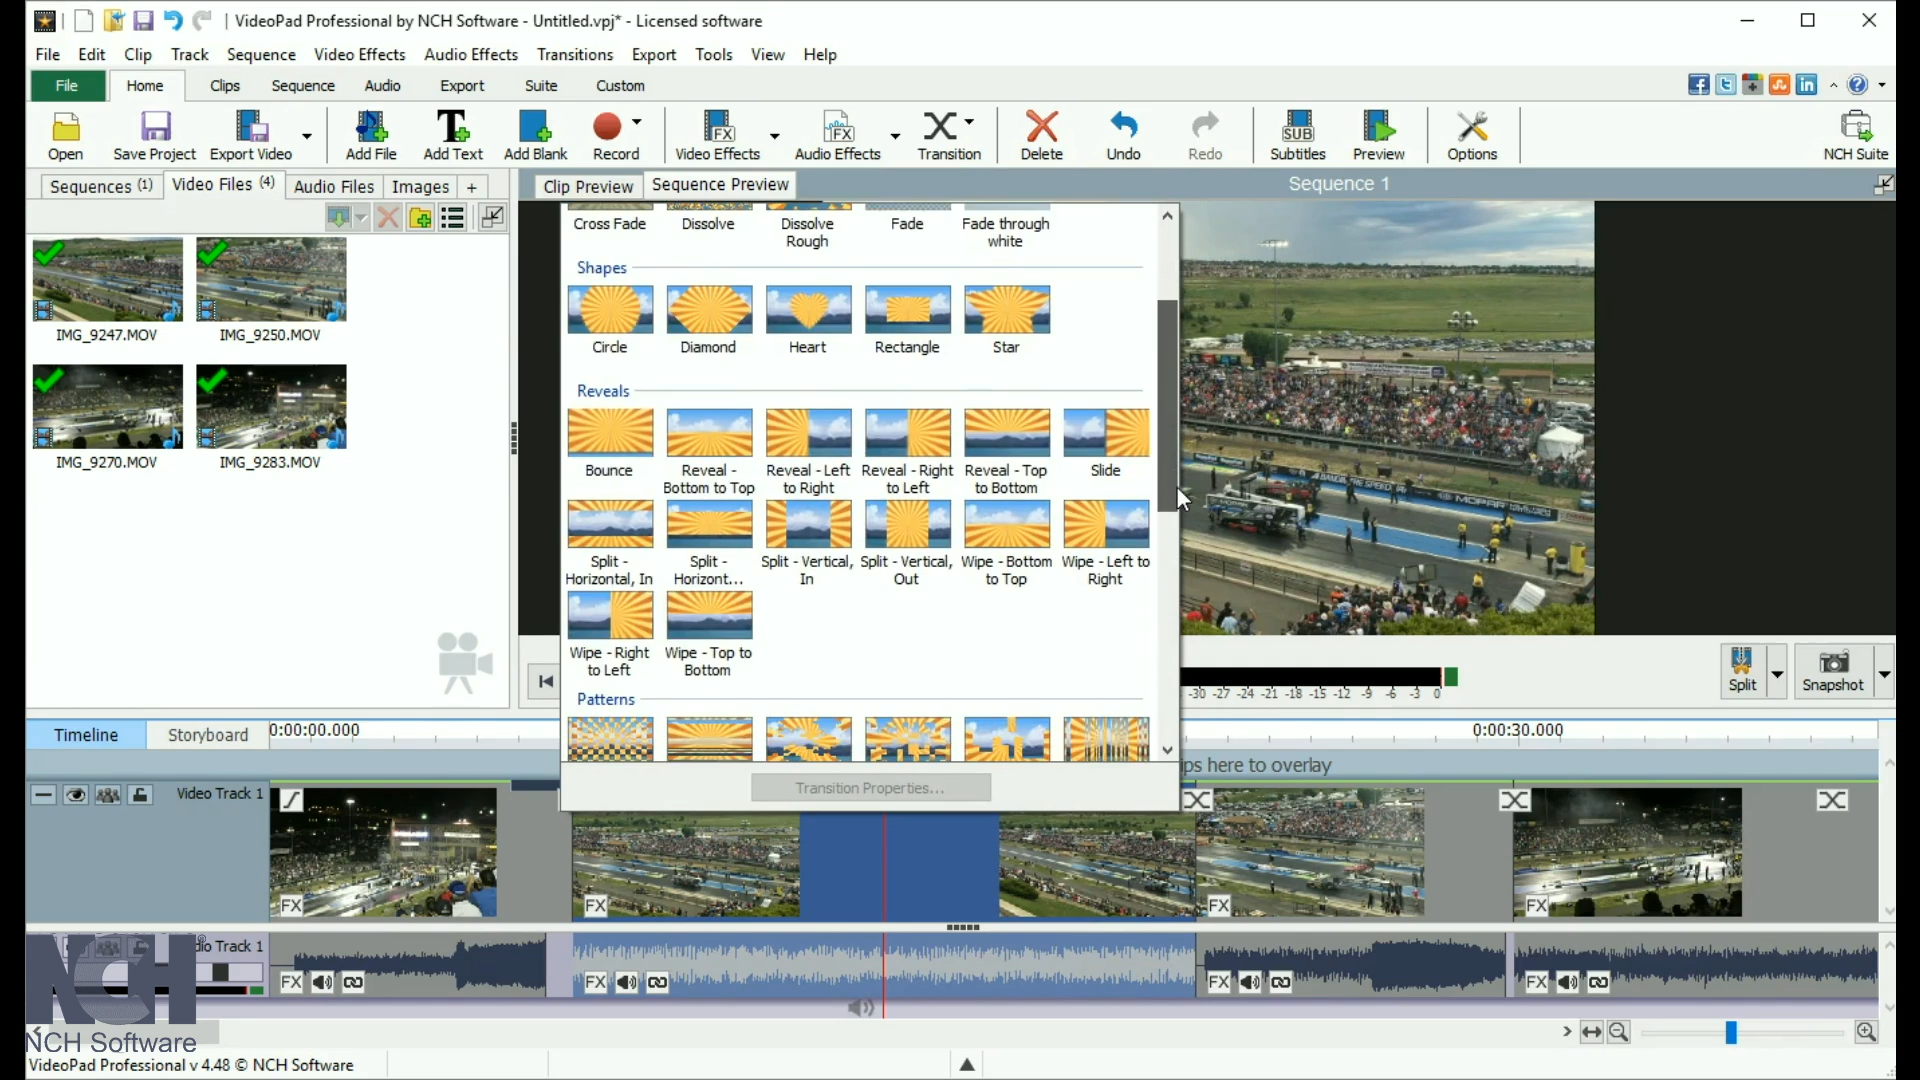 VideoPad Professional by NCH Software - Untitled.vpj* - Licensed software
File Edit Clip Track Sequence Video Effects Audio Effects Transitions Export Tools View Help
File Home Clips Sequence Audio Export Suite Custom
Open Save Project Export Video Add File Add Text Add Blank Record Video Effects Audio Effects Transition Delete Undo Redo Subtitles Preview Options NCH Suite
Sequences (1) Video Files (4) Audio Files Images +
Clip Preview Sequence Preview Sequence 1
IMG_9247.MOV IMG_9250.MOV
IMG_9270.MOV IMG_9283.MOV
Cross Fade Dissolve Dissolve Rough Fade Fade through white
Shapes
Circle Diamond Heart Rectangle Star
Reveals
Bounce Reveal - Bottom to Top Reveal - Left to Right Reveal - Right to Left Reveal - Top to Bottom Slide
Split - Horizontal, In Split - Horizont... Split - Vertical, In Split - Vertical, Out Wipe - Bottom to Top Wipe - Left to Right
Wipe - Right to Left Wipe - Top to Bottom
Patterns
Transition Properties...
-30 -27 -24 -21 -18 -15 -12 -9 -6 -3 0
Split Snapshot
Timeline Storyboard 0:00:00.000 0:00:30.000
ips here to overlay
Video Track 1
FX FX FX FX
dio Track 1
FX FX FX FX
NCH
NCH Software
VideoPad Professional v 4.48 © NCH Software